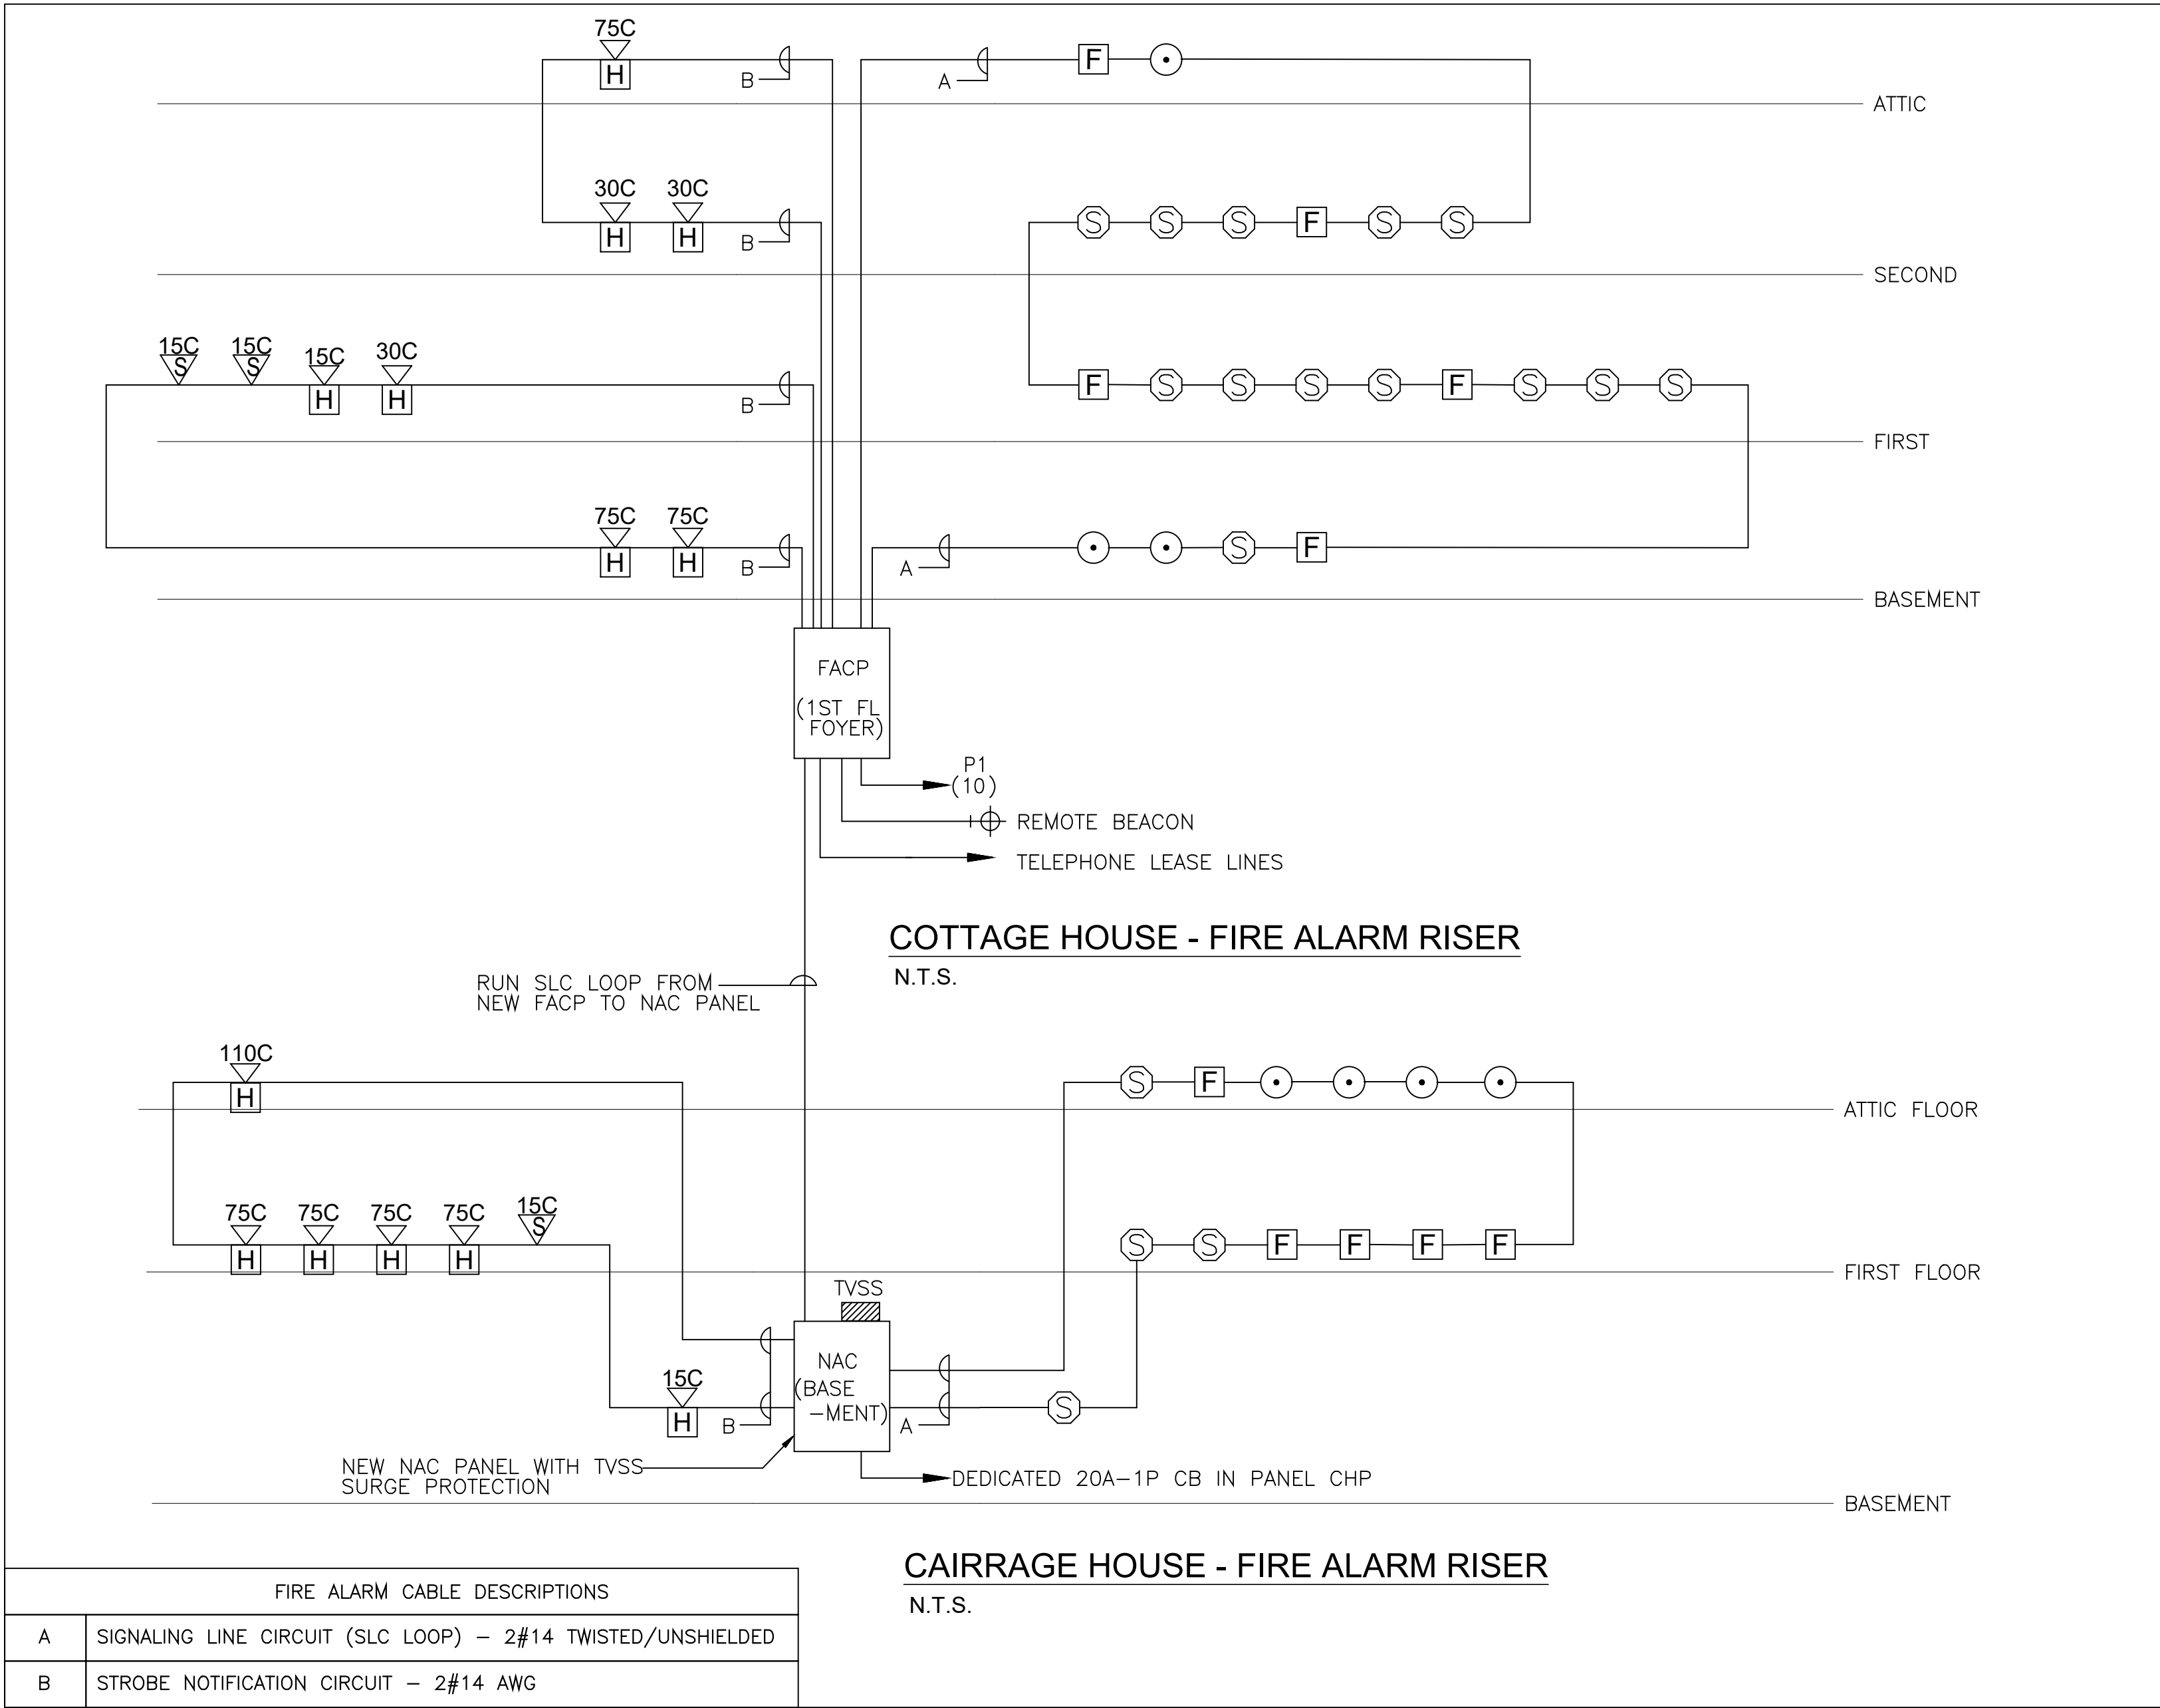 75C
H
B
A
F
ATTIC
30C 30C
H H
B
S S S F S S
SECOND
15C 15C 15C 30C
S S H H
B
F S S S S F S S S
FIRST
75C 75C
H H
B
A
S F
BASEMENT
FACP
(1ST FL
FOYER)
P1
(10)
REMOTE BEACON
TELEPHONE LEASE LINES
COTTAGE HOUSE - FIRE ALARM RISER
N.T.S.
RUN SLC LOOP FROM
NEW FACP TO NAC PANEL
110C
H
S F
ATTIC FLOOR
75C 75C 75C 75C 15C
H H H H S
S S F F F F
FIRST FLOOR
TVSS
NAC
(BASE
-MENT)
15C
H
B
A
S
NEW NAC PANEL WITH TVSS
SURGE PROTECTION
DEDICATED 20A-1P CB IN PANEL CHP
BASEMENT
CAIRRAGE HOUSE - FIRE ALARM RISER
N.T.S.
FIRE ALARM CABLE DESCRIPTIONS
A SIGNALING LINE CIRCUIT (SLC LOOP) - 2#14 TWISTED/UNSHIELDED
B STROBE NOTIFICATION CIRCUIT - 2#14 AWG